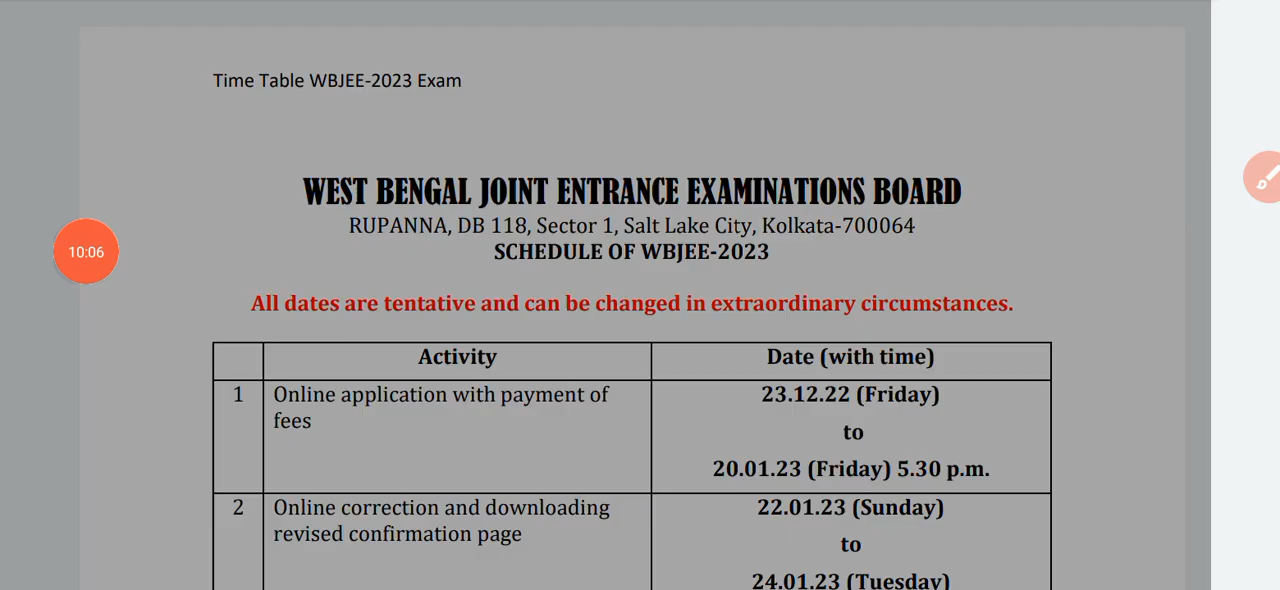 Time Table WBJEE-2023 Exam
WEST BENGAL JOINT ENTRANCE EXAMINATIONS BOARD
RUPANNA, DB 118, Sector 1, Salt Lake City, Kolkata-700064
SCHEDULE OF WBJEE-2023
10:06
All dates are tentative and can be changed in extraordinary circumstances.
Activity Date (with time)
1 Online application with payment of
fees
23.12.22 (Friday)
to
20.01.23 (Friday) 5.30 p.m.
2 Online correction and downloading
revised confirmation page
22.01.23 (Sunday)
to
24.01.23 (Tuesday)